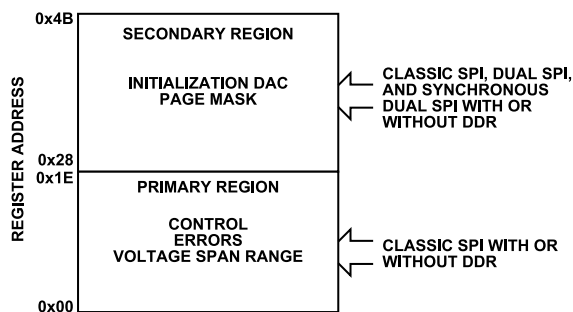 0x4B
SECONDARY REGION
INITIALIZATION DAC
PAGE MASK
CLASSIC SPI, DUAL SPI,
AND SYNCHRONOUS
DUAL SPI WITH OR
WITHOUT DDR
REGISTER ADDRESS
0x28
0x1E
PRIMARY REGION
CONTROL
ERRORS
VOLTAGE SPAN RANGE
CLASSIC SPI WITH OR
WITHOUT DDR
0x00